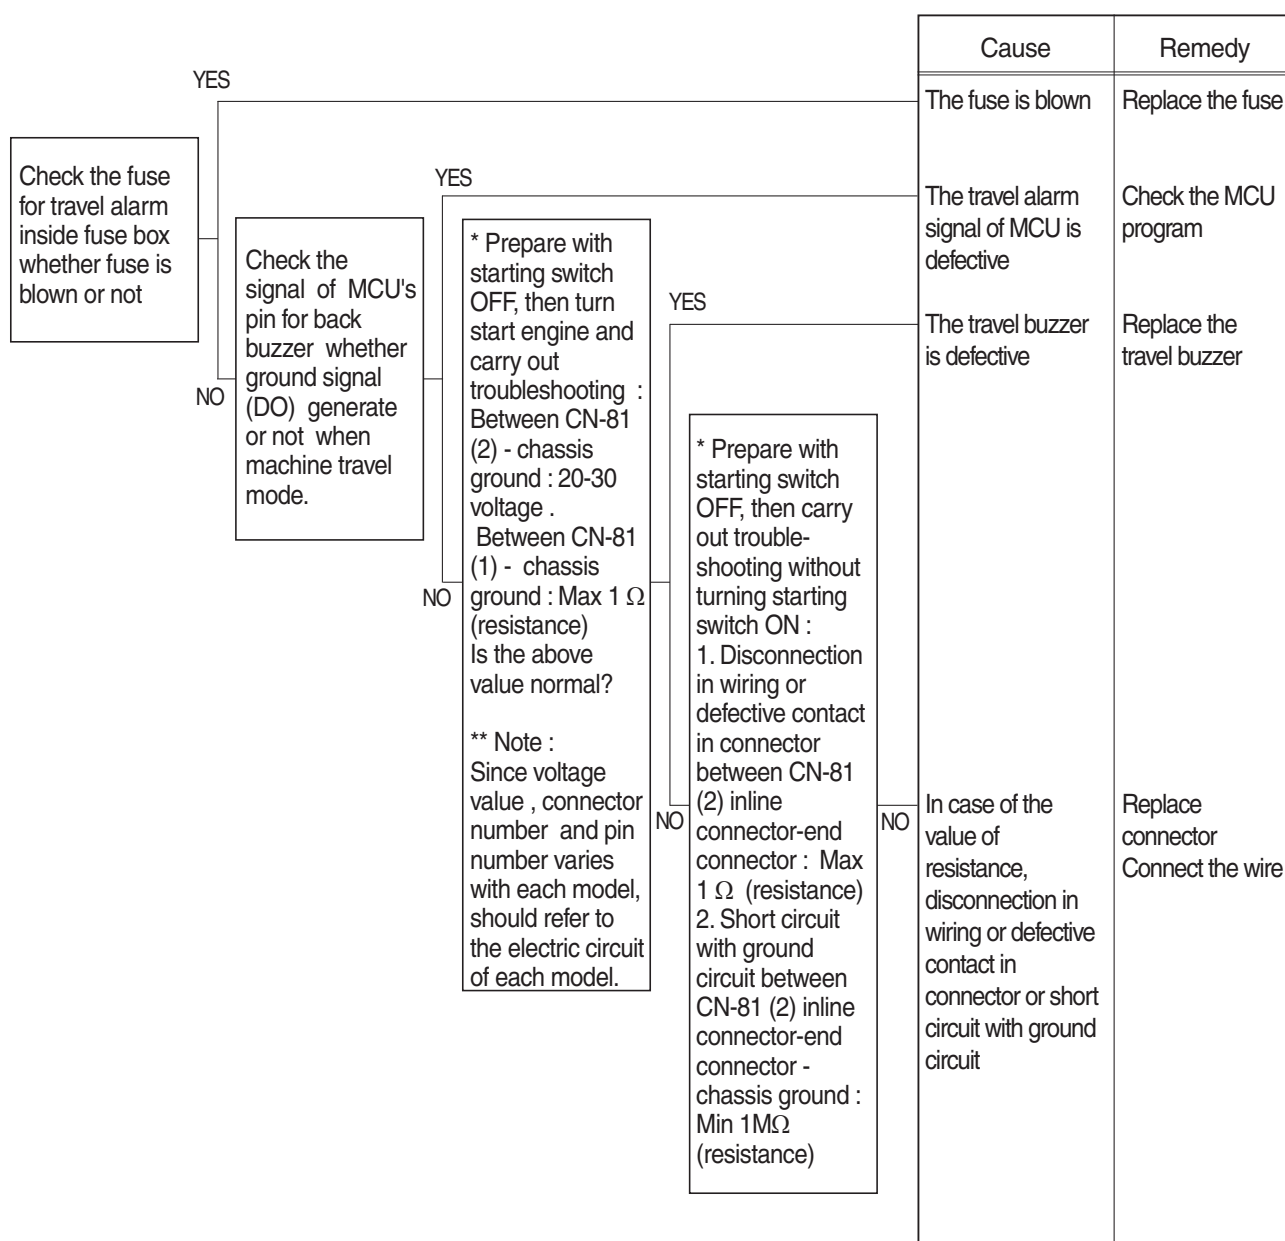 Cause
Remedy
YES
The fuse is blown
Replace the fuse
Check the fuse
for travel alarm
inside fuse box
whether fuse is
blown or not
YES
The travel alarm
signal of MCU is
defective
Check the MCU
program
NO
Check the
signal of MCU's
pin for back
buzzer whether
ground signal
(DO) generate
or not when
machine travel
mode.
* Prepare with
starting switch
OFF, then turn
start engine and
carry out
troubleshooting :
Between CN-81
(2) - chassis
ground : 20-30
voltage .
Between CN-81
(1) - chassis
ground : Max 1 Ω
(resistance)
Is the above
value normal?
** Note :
Since voltage
value , connector
number and pin
number varies
with each model,
should refer to
the electric circuit
of each model.
NO
YES
The travel buzzer
is defective
Replace the
travel buzzer
* Prepare with
starting switch
OFF, then carry
out trouble-
shooting without
turning starting
switch ON :
1. Disconnection
in wiring or
defective contact
in connector
between CN-81
(2) inline
connector-end
connector : Max
1 Ω (resistance)
2. Short circuit
with ground
circuit between
CN-81 (2) inline
connector-end
connector -
chassis ground :
Min 1MΩ
(resistance)
NO
NO
In case of the
value of
resistance,
disconnection in
wiring or defective
contact in
connector or short
circuit with ground
circuit
Replace
connector
Connect the wire